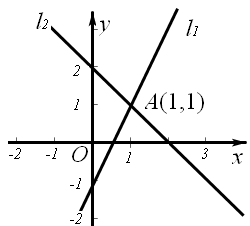 l₂ y l₁
2
1 A(1,1)
-2 -1 O 1 3 x
-1
-2